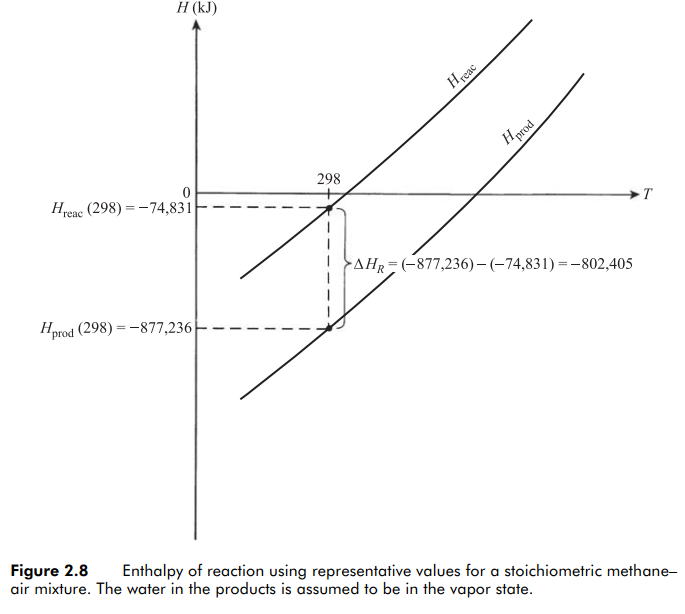 H (kJ)
H_reac
H_prod
298
0
T
H_reac (298) = −74,831
ΔH_R = (−877,236) − (−74,831) = −802,405
H_prod (298) = −877,236
Figure 2.8 Enthalpy of reaction using representative values for a stoichiometric methane–
air mixture. The water in the products is assumed to be in the vapor state.